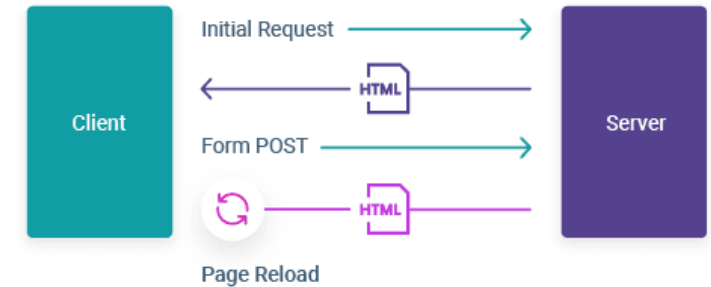 Initial Request
HTML
Client
Server
Form POST
HTML
Page Reload